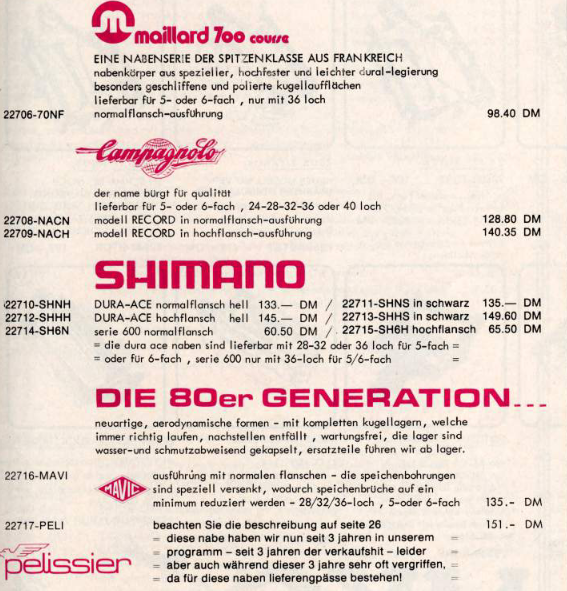 maillard 700 course
EINE NABENSERIE DER SPITZENKLASSE AUS FRANKREICH
nabenkörper aus spezieller, hochfester und leichter dural-legierung
besonders geschliffene und polierte kugellaufflächen
lieferbar für 5- oder 6-fach , nur mit 36 loch
22706-70NF normalflansch-ausführung 98.40 DM
Campagnolo
der name bürgt für qualität
lieferbar für 5- oder 6-fach , 24-28-32-36 oder 40 loch
22708-NACN modell RECORD in normalflansch-ausführung 128.80 DM
22709-NACH modell RECORD in hochflansch-ausführung 140.35 DM
SHIMANO
22710-SHNH DURA-ACE normalflansch hell 133.— DM / 22711-SHNS in schwarz 135.— DM
22712-SHHH DURA-ACE hochflansch hell 145.— DM / 22713-SHHS in schwarz 149.60 DM
22714-SH6N serie 600 normalflansch 60.50 DM / 22715-SH6H hochflansch 65.50 DM
= die dura ace naben sind lieferbar mit 28-32 oder 36 loch für 5-fach =
= oder für 6-fach , serie 600 nur mit 36-loch für 5/6-fach =
DIE 80er GENERATION...
neuartige, aerodynamische formen - mit kompletten kugellagern, welche
immer richtig laufen, nachstellen entfällt , wartungsfrei, die lager sind
wasser-und schmutzabweisend gekapselt, ersatzteile führen wir ab lager.
22716-MAVI MAVIC ausführung mit normalen flanschen - die speichenbohrungen
sind speziell versenkt, wodurch speichenbrüche auf ein
minimum reduziert werden - 28/32/36-loch , 5-oder 6-fach 135.- DM
22717-PELI beachten Sie die beschreibung auf seite 26 151.- DM
= diese nabe haben wir nun seit 3 jahren in unserem =
pelissier = programm - seit 3 jahren der verkaufshit - leider =
= aber auch während dieser 3 jahre sehr oft vergriffen, =
= da für diese naben lieferengpässe bestehen! =